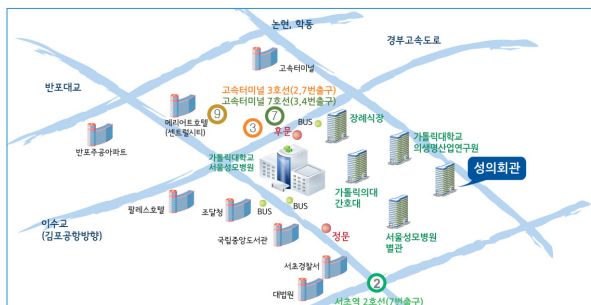 논현, 학동
경부고속도로
고속터미널
반포대교
고속터미널 3호선(2,7번출구)
고속터미널 7호선(3,4번출구)
9
메리어트호텔
(센트럴시티)
3
7
BUS
후문
장례식장
반포주공아파트
가톨릭대학교
의생명산업연구원
가톨릭대학교
서울성모병원
성의회관
가톨릭의대
간호대
팔레스호텔
조달청
BUS
BUS
이수교
(김포공항방향)
정문
서울성모병원
별관
국립중앙도서관
서초경찰서
대법원
2
서초역 2호선(7번출구)